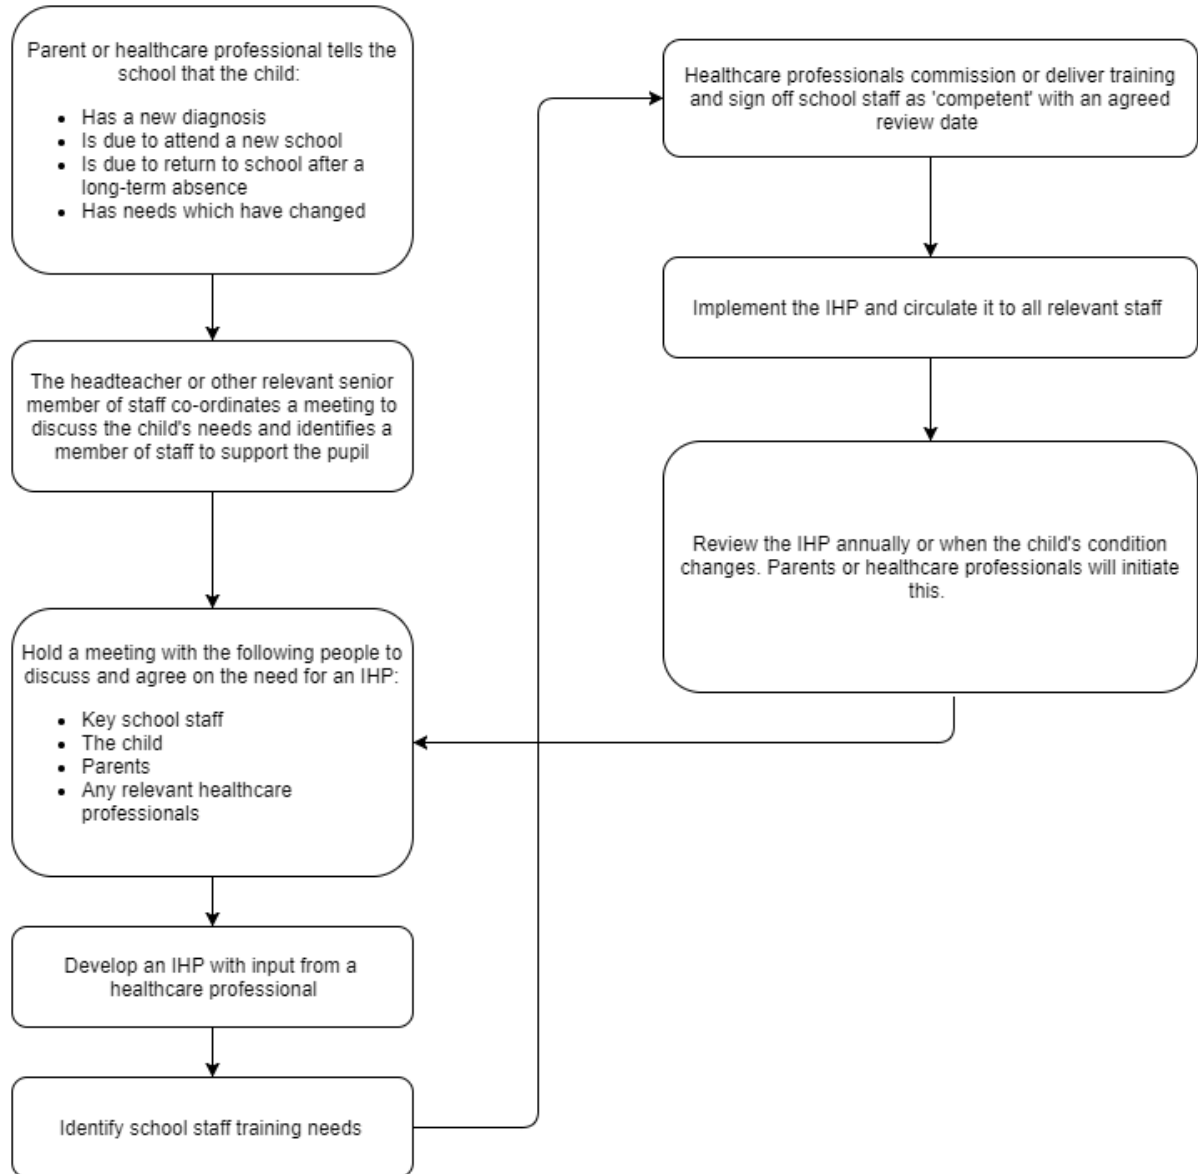 Parent or healthcare professional tells the
school that the child:
• Has a new diagnosis
• Is due to attend a new school
• Is due to return to school after a
long-term absence
• Has needs which have changed
The headteacher or other relevant senior
member of staff co-ordinates a meeting to
discuss the child's needs and identifies a
member of staff to support the pupil
Hold a meeting with the following people to
discuss and agree on the need for an IHP:
• Key school staff
• The child
• Parents
• Any relevant healthcare
professionals
Develop an IHP with input from a
healthcare professional
Identify school staff training needs
Healthcare professionals commission or deliver training
and sign off school staff as 'competent' with an agreed
review date
Implement the IHP and circulate it to all relevant staff
Review the IHP annually or when the child's condition
changes. Parents or healthcare professionals will initiate
this.